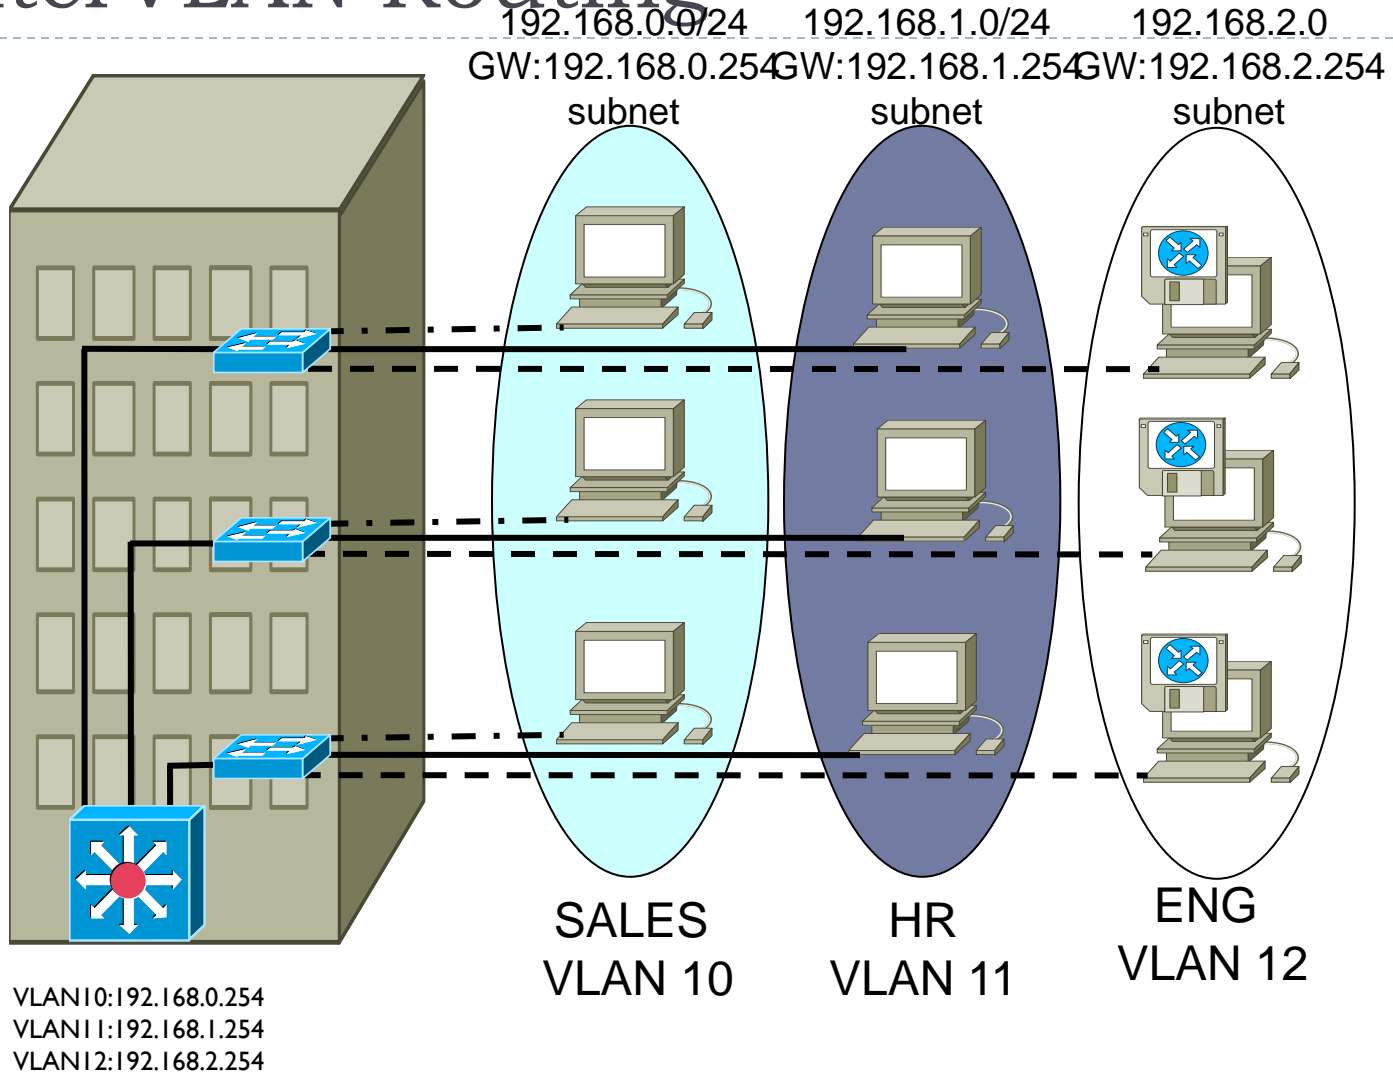 VLAN Routing
192.168.0.0/24
GW:192.168.0.254
subnet
192.168.1.0/24
GW:192.168.1.254
subnet
192.168.2.0
GW:192.168.2.254
subnet
SALES
VLAN 10
HR
VLAN 11
ENG
VLAN 12
VLAN10:192.168.0.254
VLAN11:192.168.1.254
VLAN12:192.168.2.254